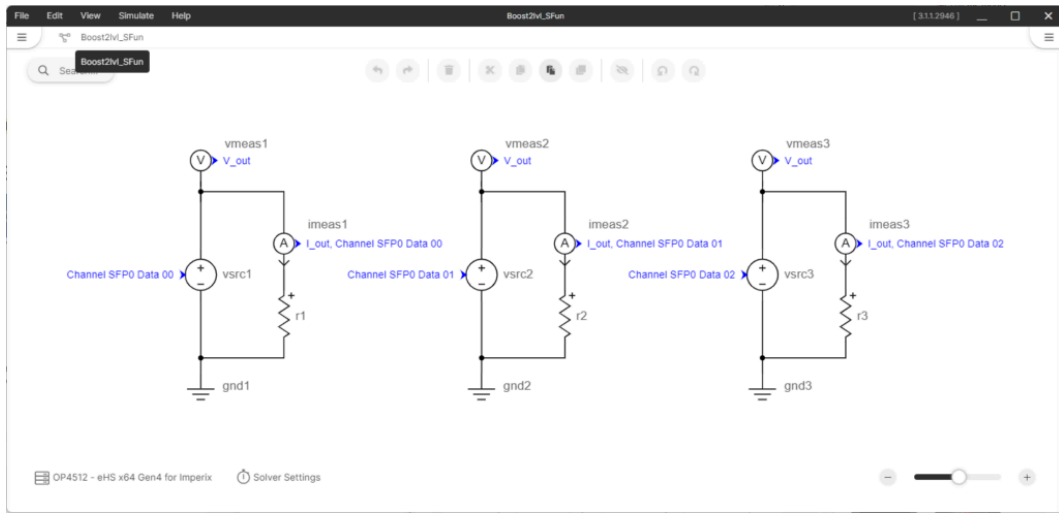 File Edit View Simulate Help Boost2lvl_SFun [ 3.1.1.2946 ]
Boost2lvl_SFun
Boost2lvl_SFun
vmeas1 vmeas2 vmeas3
V V_out V V_out V V_out
imeas1 imeas2 imeas3
A I_out, Channel SFP0 Data 00 A I_out, Channel SFP0 Data 01 A I_out, Channel SFP0 Data 02
Channel SFP0 Data 00 vsrc1 Channel SFP0 Data 01 vsrc2 Channel SFP0 Data 02 vsrc3
r1 r2 r3
gnd1 gnd2 gnd3
OP4512 - eHS x64 Gen4 for Imperix Solver Settings